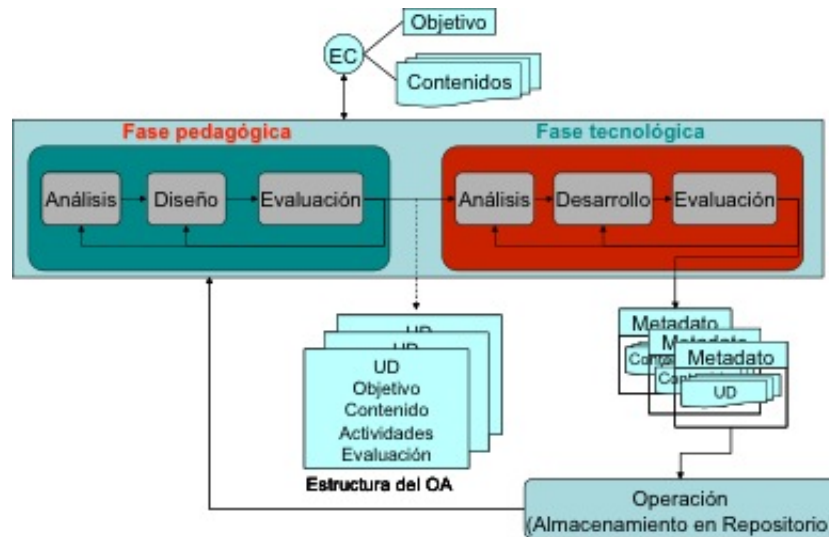 Objetivo
EC
Contenidos
Fase pedagógica
Fase tecnológica
Análisis
Diseño
Evaluación
Análisis
Desarrollo
Evaluación
UD
UD
UD
Objetivo
Contenido
Actividades
Evaluación
Estructura del OA
Metadato
Metadato
Metadato
UD
Operación
(Almacenamiento en Repositorio